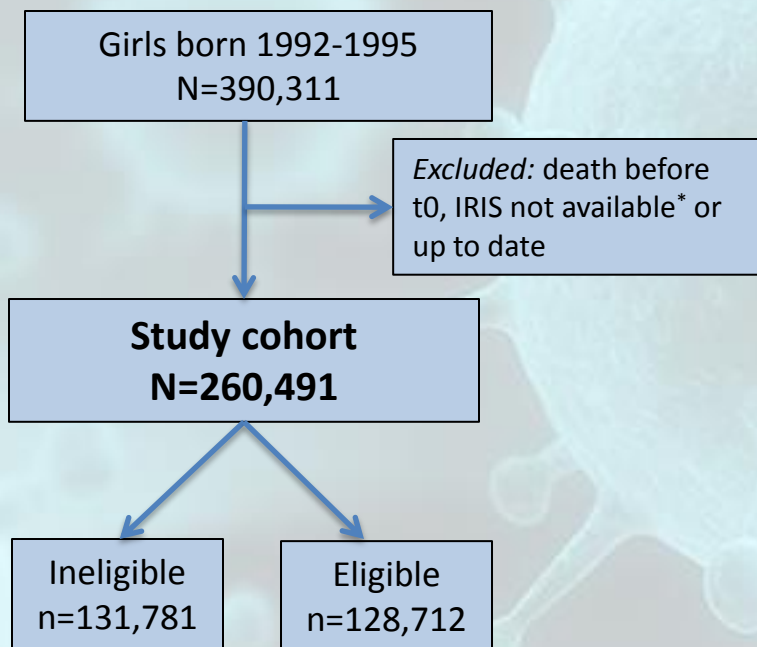 Girls born 1992-1995
N=390,311
Excluded: death before
t0, IRIS not available* or
up to date
Study cohort
N=260,491
Ineligible
n=131,781
Eligible
n=128,712